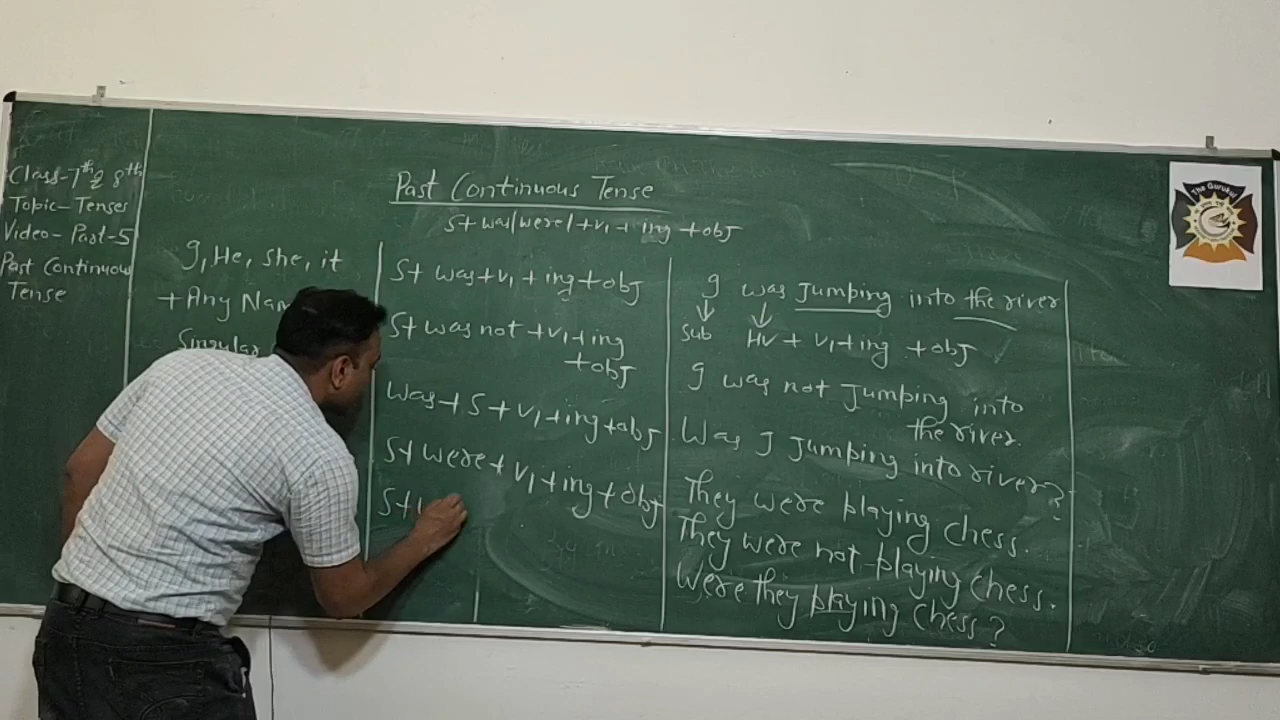 Class-7th & 8th
Topic- Tenses
Video- Part-5
Past Continuous
Tense
Past Continuous Tense
S+ was/were/+V1+ ing +obj
I, He, she, it
+ Any
Singular
S+ was+V1+ing+obj
S+ was not +V1+ing
+obj
Was+S+V1+ing+obj
S+ were+V1+ing+obj
S+
I was Jumping into the river
Sub HV + V1+ing +obj
I was not Jumping into
the river.
Was I Jumping into river?
They were playing chess.
They were not playing chess.
Were they playing chess?
The Gurukul